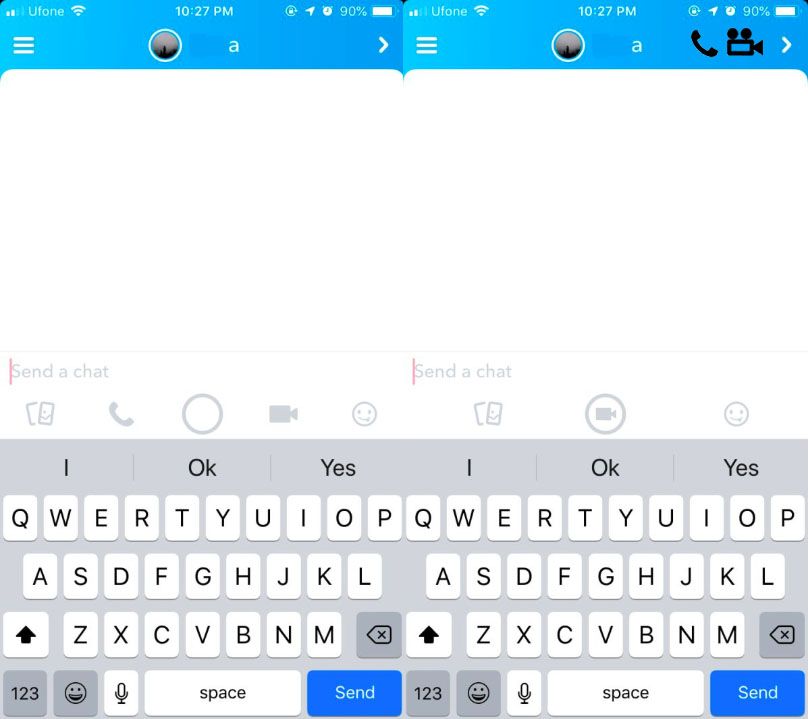 Ufone 10:27 PM 90% Ufone 10:27 PM 90%
a a
Send a chat Send a chat
I Ok Yes I Ok Yes
Q W E R T Y U I O P Q W E R T Y U I O P
A S D F G H J K L A S D F G H J K L
Z X C V B N M Z X C V B N M
123 space Send 123 space Send